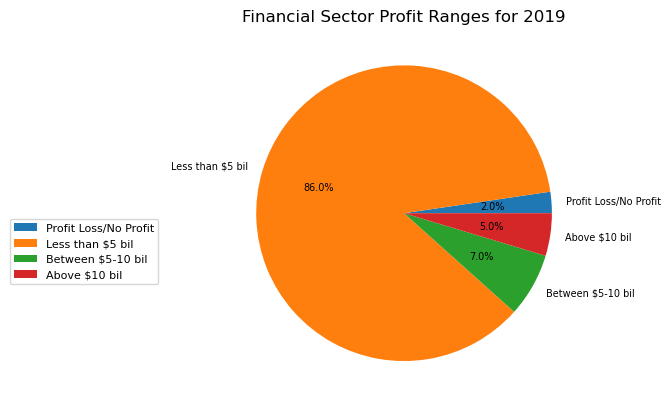 Financial Sector Profit Ranges for 2019
Less than $5 bil
86.0%
2.0%
Profit Loss/No Profit
5.0%
Above $10 bil
7.0%
Between $5-10 bil
Profit Loss/No Profit
Less than $5 bil
Between $5-10 bil
Above $10 bil